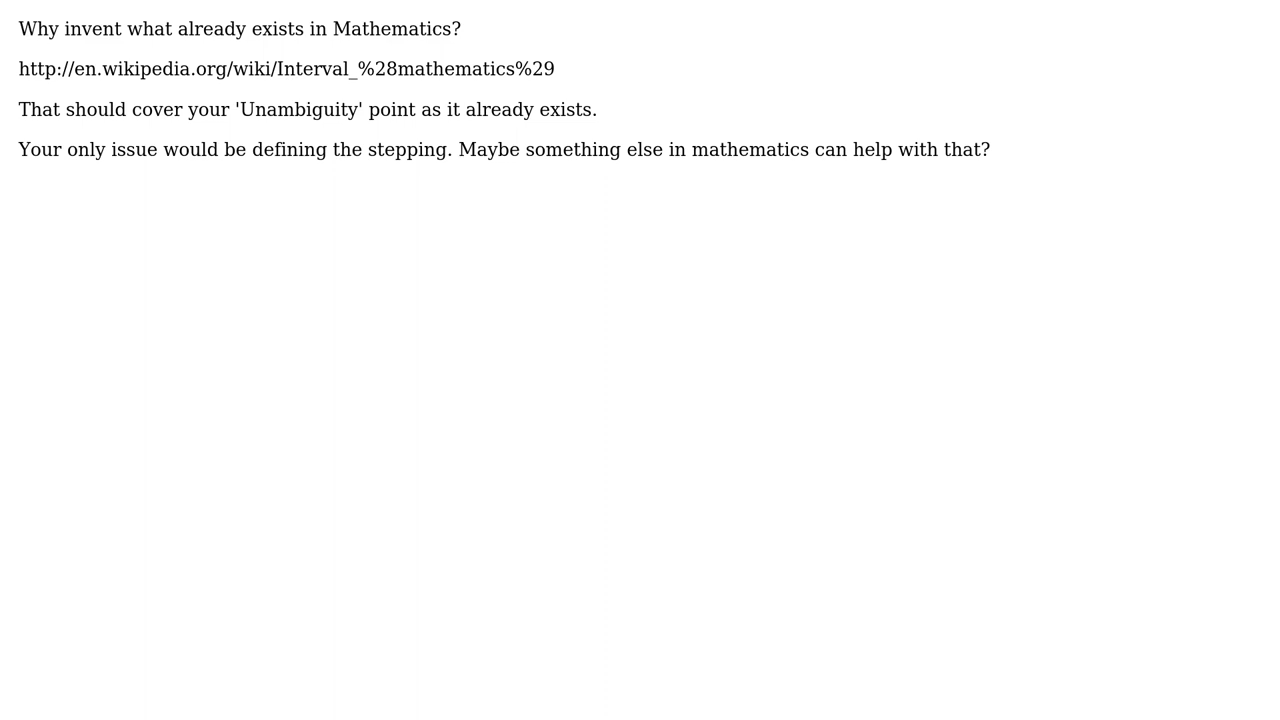 Why invent what already exists in Mathematics?
http://en.wikipedia.org/wiki/Interval_%28mathematics%29
That should cover your 'Unambiguity' point as it already exists.
Your only issue would be defining the stepping. Maybe something else in mathematics can help with that?